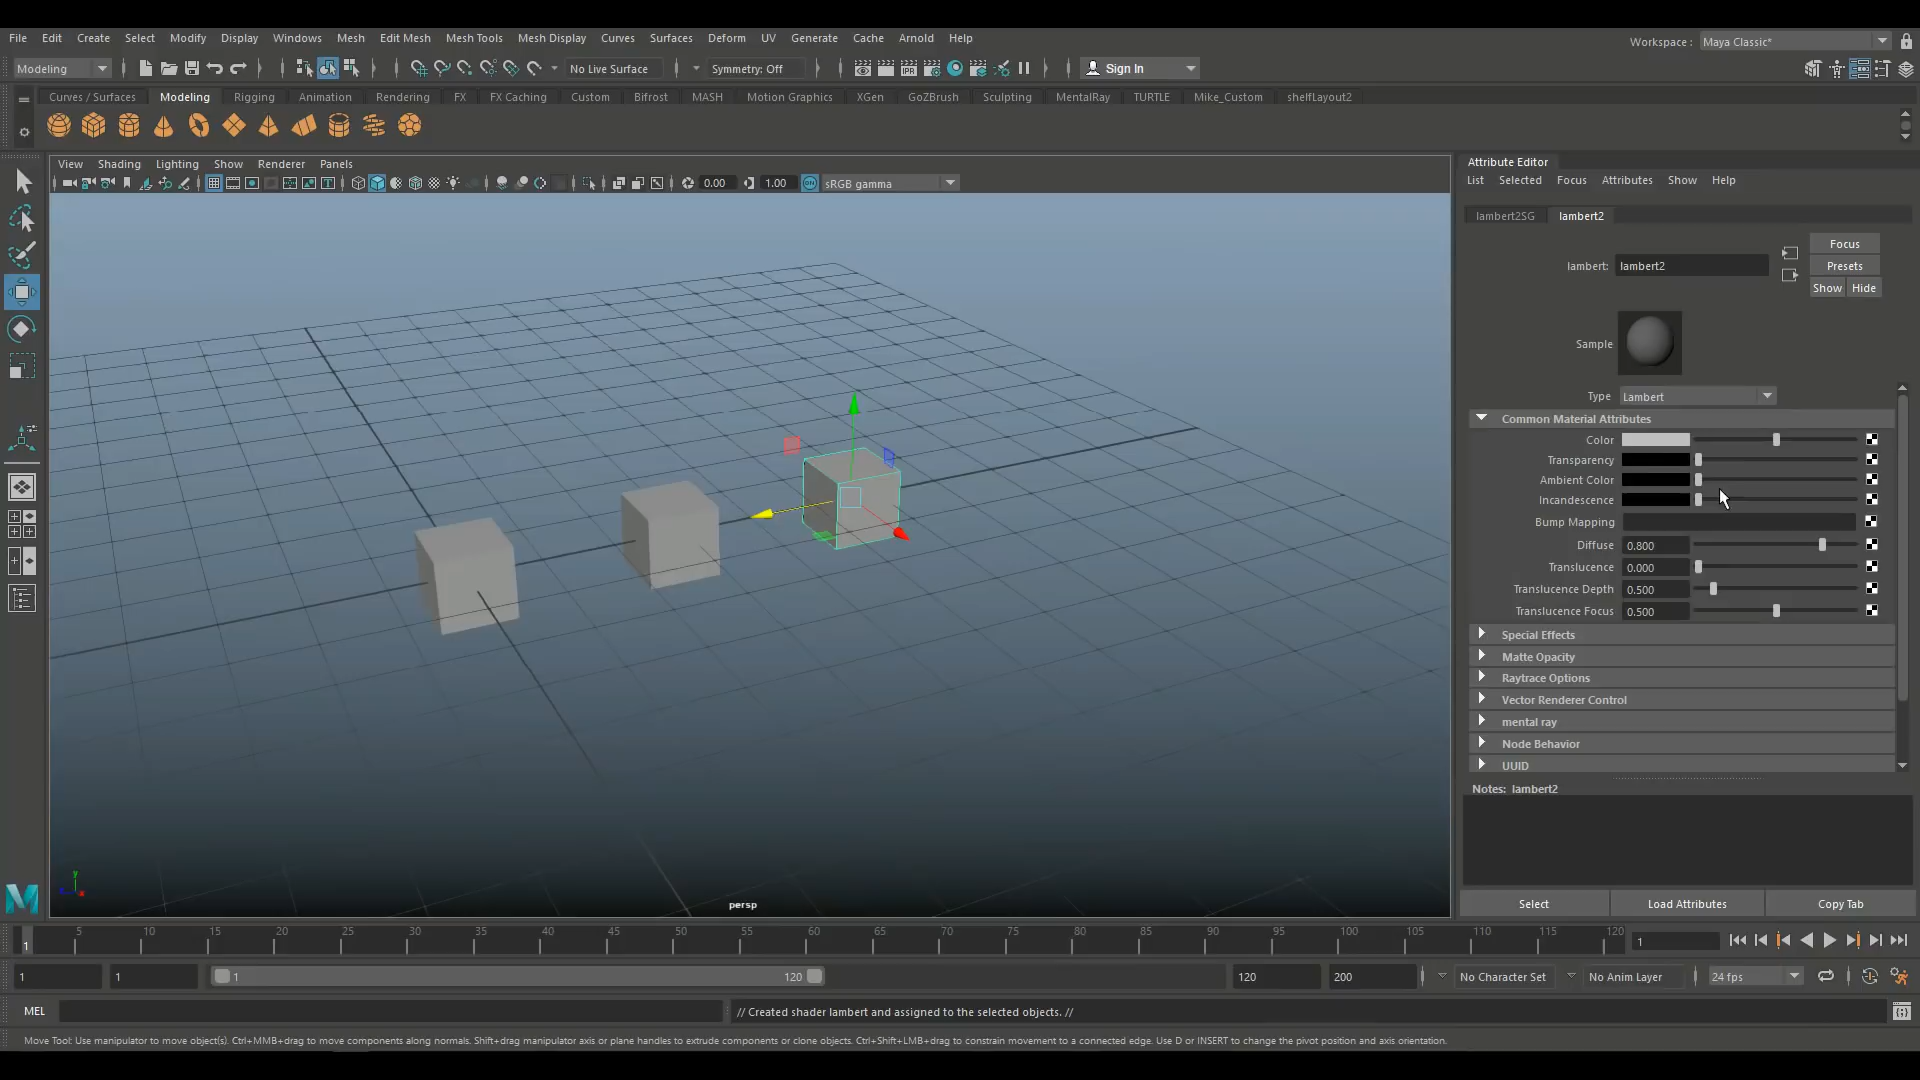 File Edit Create Select Modify Display Windows Mesh Edit Mesh Mesh Tools Mesh Display Curves Surfaces Deform UV Generate Cache Arnold Help
Workspace : Maya Classic*
Modeling No Live Surface Symmetry: Off Sign In
Curves / Surfaces Modeling Rigging Animation Rendering FX FX Caching Custom Bifrost MASH Motion Graphics XGen GoZBrush Sculpting MentalRay TURTLE Mike_Custom shelfLayout2
View Shading Lighting Show Renderer Panels
0.00 1.00 ON sRGB gamma
Attribute Editor
List Selected Focus Attributes Show Help
lambert2SG lambert2
Focus
lambert: lambert2
Presets
Show Hide
Sample
Type Lambert
Common Material Attributes
Color
Transparency
Ambient Color
Incandescence
Bump Mapping
Diffuse 0.800
Translucence 0.000
Translucence Depth 0.500
Translucence Focus 0.500
Special Effects
Matte Opacity
Raytrace Options
Vector Renderer Control
mental ray
Node Behavior
UUID
Notes: lambert2
Select Load Attributes Copy Tab
y
persp
5 10 15 20 25 30 35 40 45 50 55 60 65 70 75 80 85 90 95 100 105 110 115 120
1 1
1 1 1 120 120 200 No Character Set No Anim Layer 24 fps
MEL // Created shader lambert and assigned to the selected objects. //
Move Tool: Use manipulator to move object(s). Ctrl+MMB+drag to move components along normals. Shift+drag manipulator axis or plane handles to extrude components or clone objects. Ctrl+Shift+LMB+drag to constrain movement to a connected edge. Use D or INSERT to change the pivot position and axis orientation.